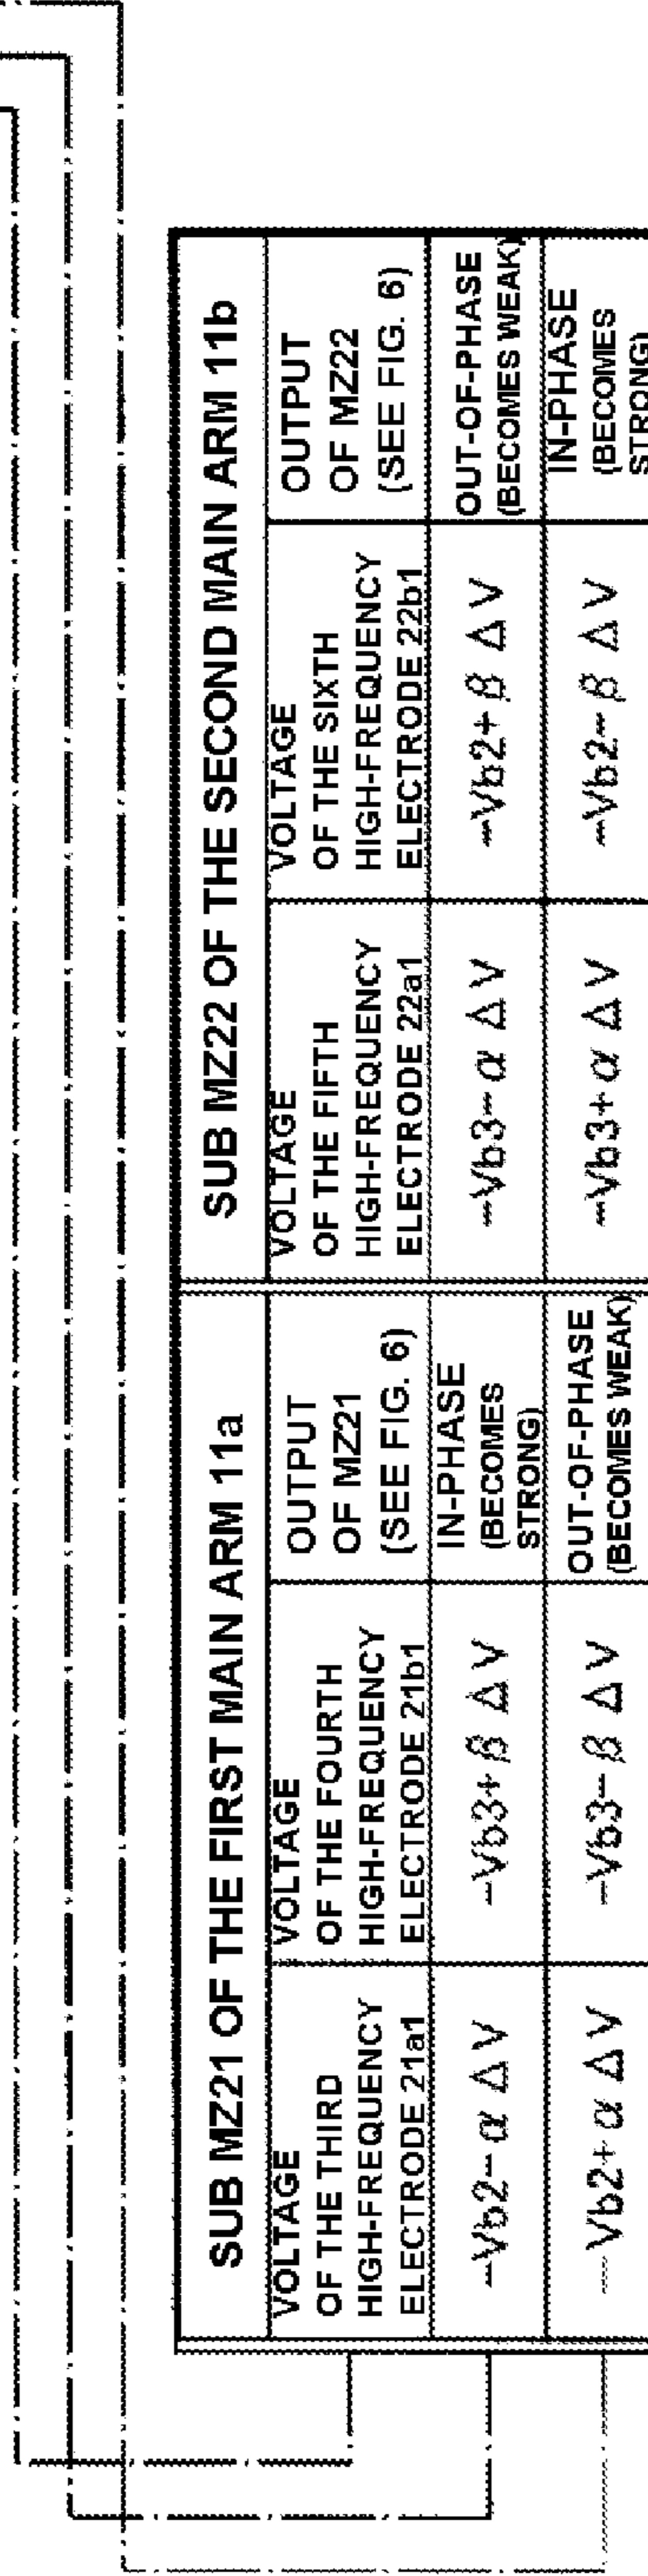 SUB MZ21 OF THE FIRST MAIN ARM 11a
SUB MZ22 OF THE SECOND MAIN ARM 11b
VOLTAGE
OF THE THIRD
HIGH-FREQUENCY
ELECTRODE 21a1
VOLTAGE
OF THE FOURTH
HIGH-FREQUENCY
ELECTRODE 21b1
OUTPUT
OF MZ21
(SEE FIG. 6)
VOLTAGE
OF THE FIFTH
HIGH-FREQUENCY
ELECTRODE 22a1
VOLTAGE
OF THE SIXTH
HIGH-FREQUENCY
ELECTRODE 22b1
OUTPUT
OF MZ22
(SEE FIG. 6)
-Vb2-α ΔV
-Vb3+β ΔV
IN-PHASE
(BECOMES
STRONG)
-Vb3-α ΔV
-Vb2+β ΔV
OUT-OF-PHASE
(BECOMES WEAK)
-Vb2+α ΔV
-Vb3-β ΔV
OUT-OF-PHASE
(BECOMES WEAK)
-Vb3+α ΔV
-Vb2-β ΔV
IN-PHASE
(BECOMES
STRONG)